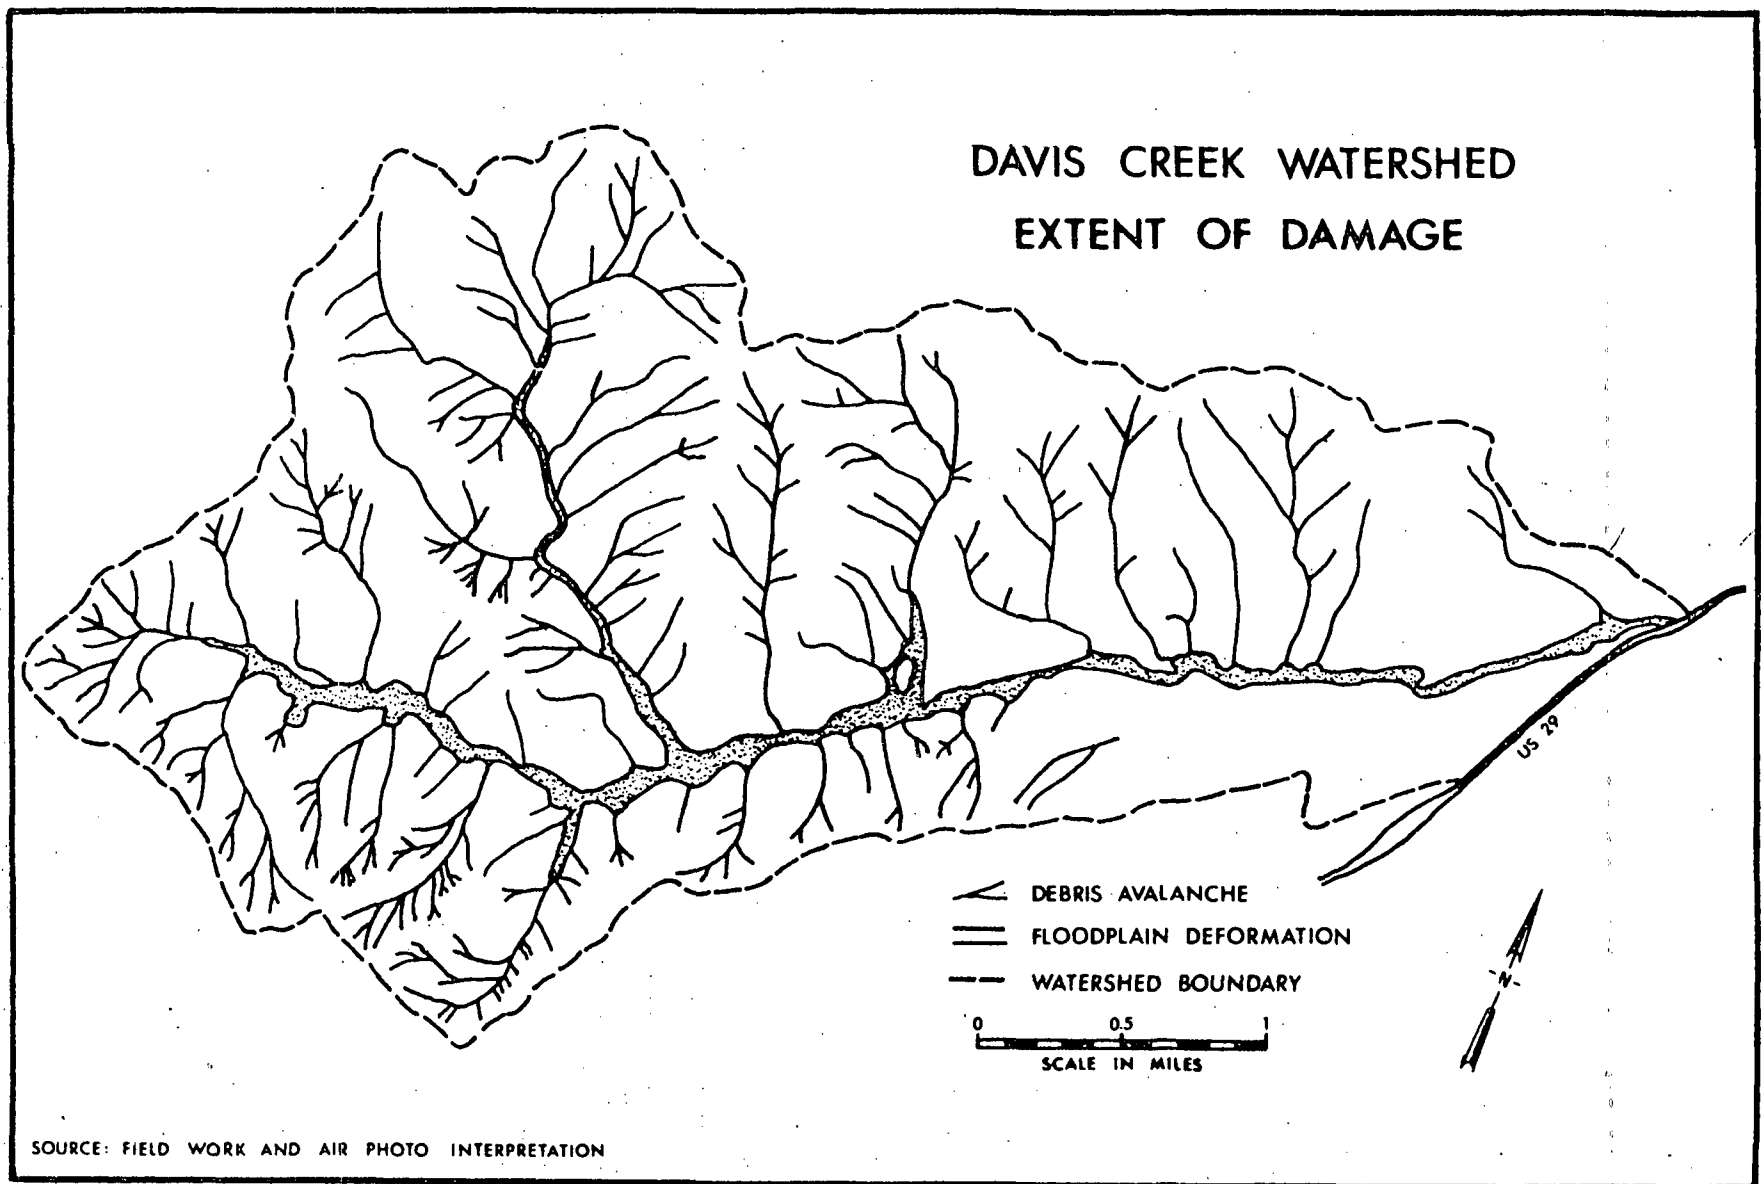 DAVIS CREEK WATERSHED
EXTENT OF DAMAGE
US 29
DEBRIS AVALANCHE
FLOODPLAIN DEFORMATION
WATERSHED BOUNDARY
0 0.5 1
SCALE IN MILES
-N-
SOURCE: FIELD WORK AND AIR PHOTO INTERPRETATION